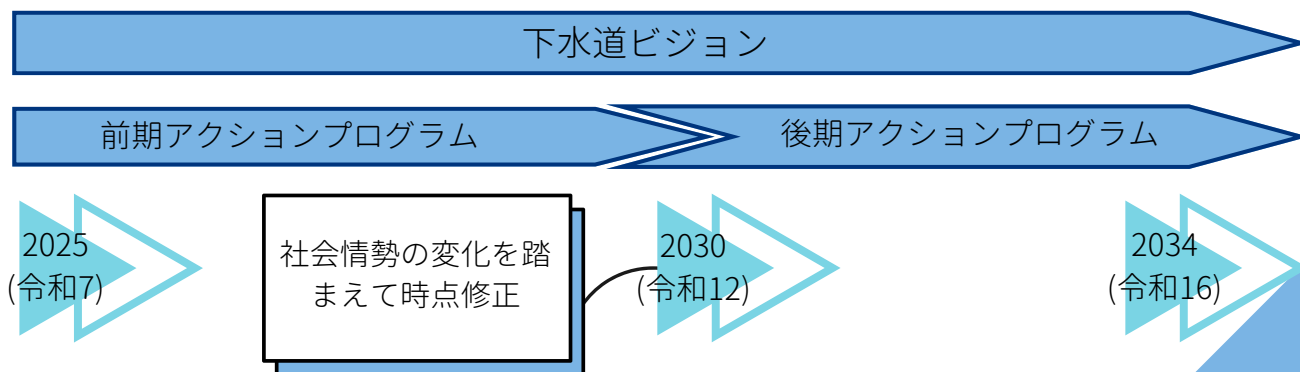 下水道ビジョン
前期アクションプログラム
後期アクションプログラム
2025
(令和7)
社会情勢の変化を踏
まえて時点修正
2030
(令和12)
2034
(令和16)